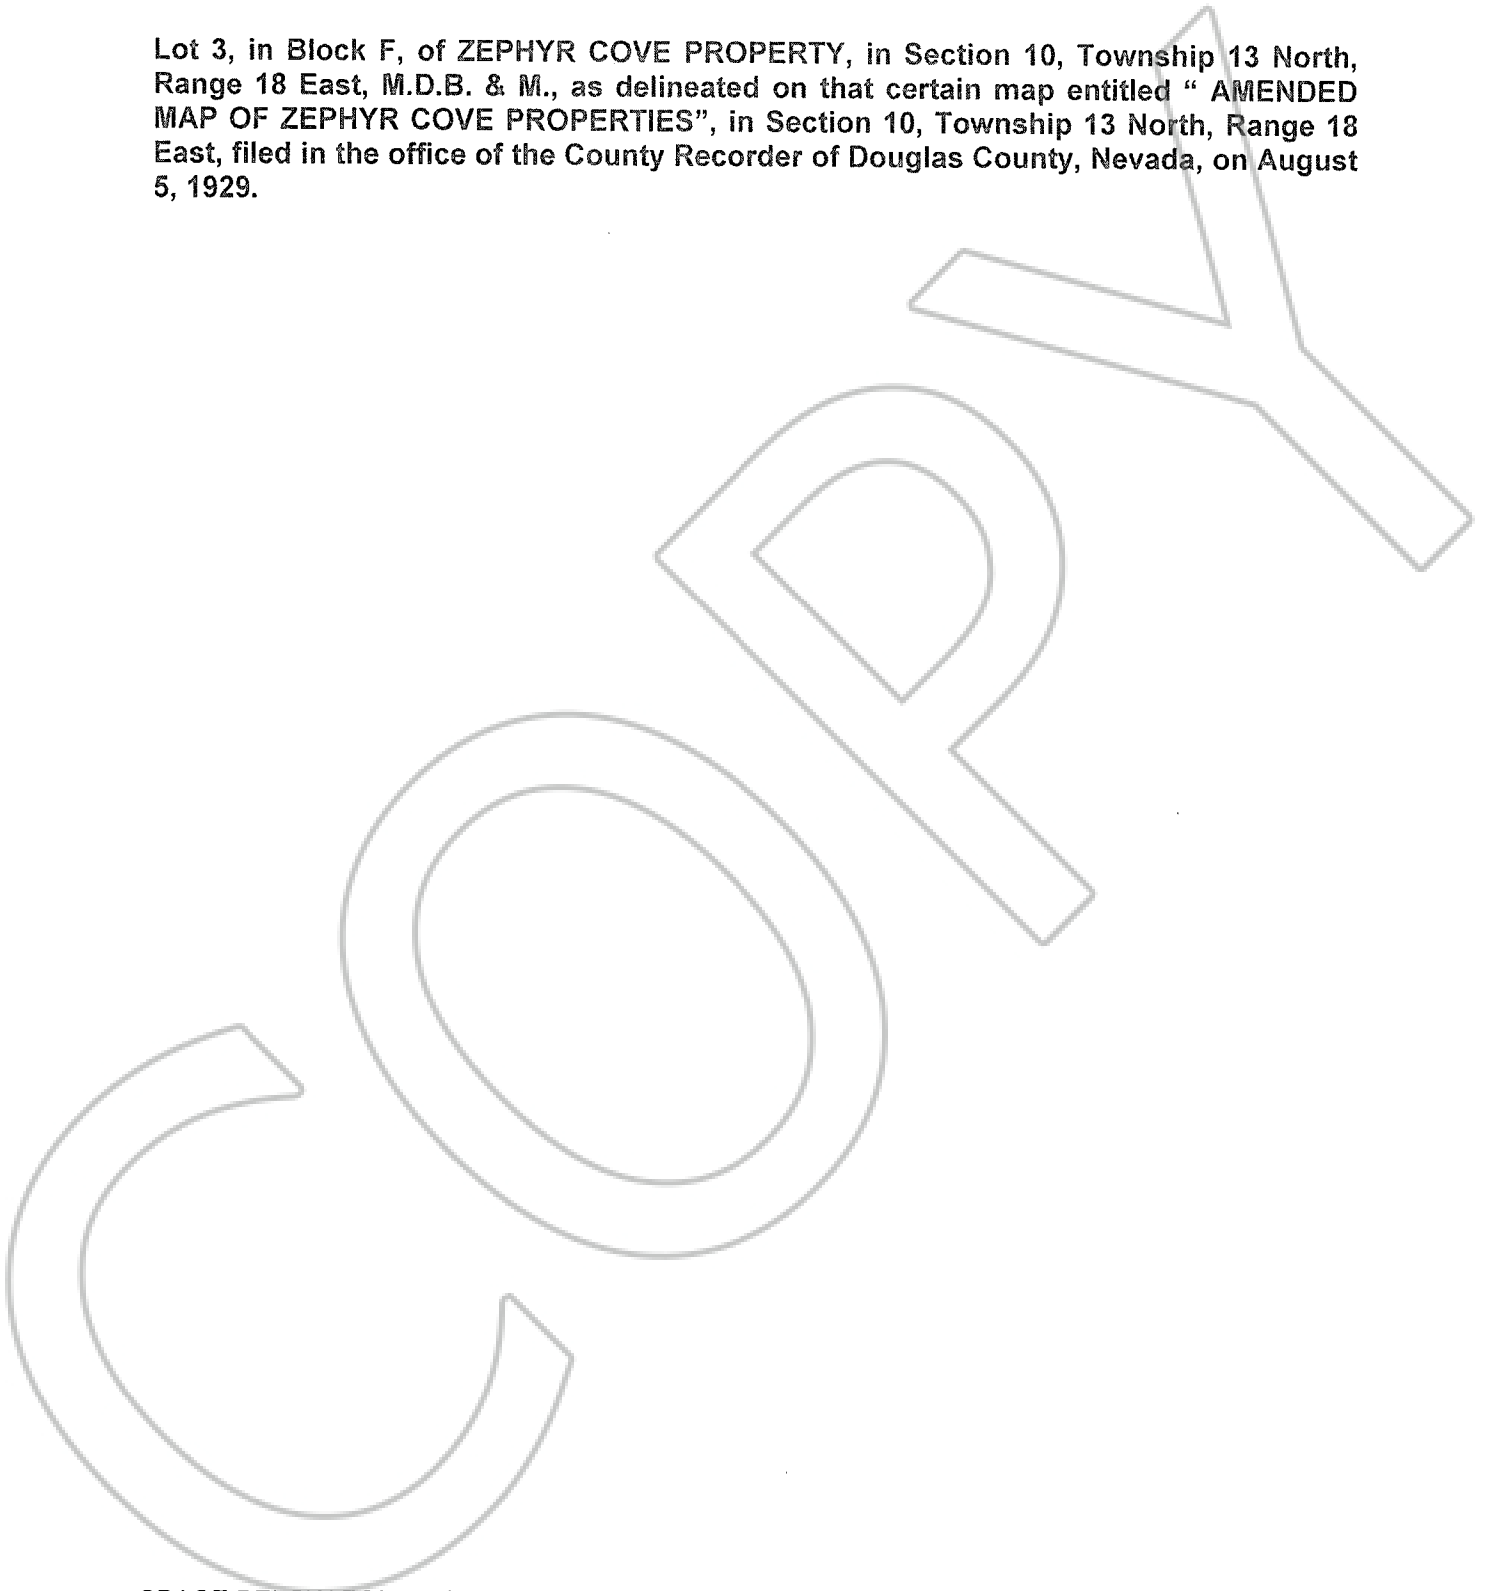 Lot 3, in Block F, of ZEPHYR COVE PROPERTY, in Section 10, Township 13 North,
Range 18 East, M.D.B. & M., as delineated on that certain map entitled “ AMENDED
MAP OF ZEPHYR COVE PROPERTIES”, in Section 10, Township 13 North, Range 18
East, filed in the office of the County Recorder of Douglas County, Nevada, on August
5, 1929.
COPY